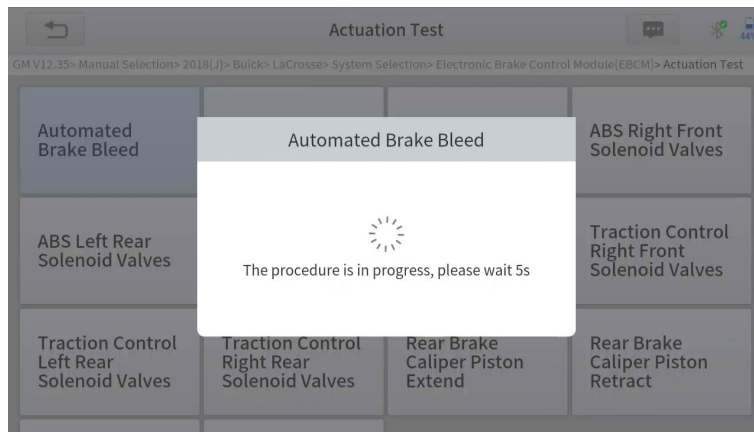 Actuation Test
GM V12.35> Manual Selection> 2018(J)> Buick> LaCrosse> System Selection> Electronic Brake Control Module(EBCM)> Actuation Test
Automated
Brake Bleed
ABS Right Front
Solenoid Valves
Automated Brake Bleed
The procedure is in progress, please wait 5s
ABS Left Rear
Solenoid Valves
Traction Control
Right Front
Solenoid Valves
Traction Control
Left Rear
Solenoid Valves
Traction Control
Right Rear
Solenoid Valves
Rear Brake
Caliper Piston
Extend
Rear Brake
Caliper Piston
Retract